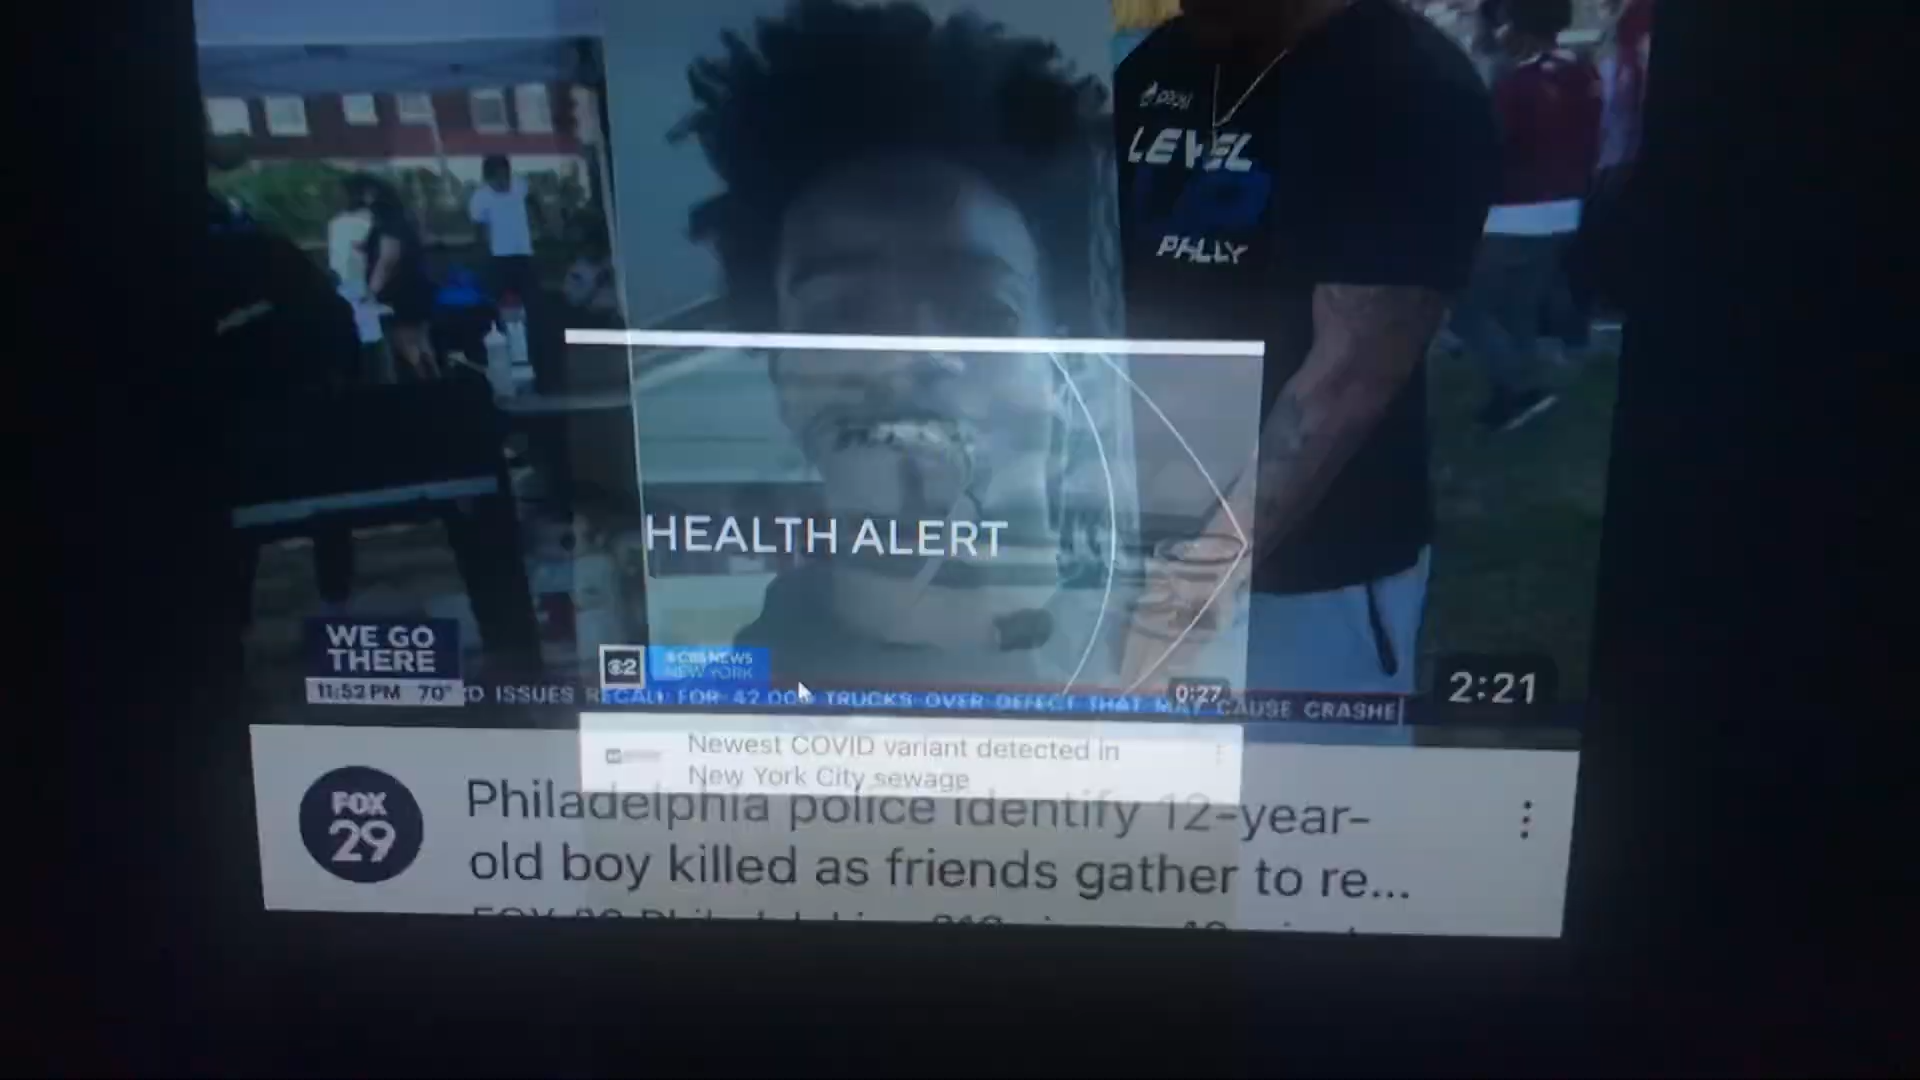 LEVEL
PHLLY
HEALTH ALERT
WE GO
THERE
2
CBS NEWS
NEW YORK
11:52 PM 70°
RD ISSUES RECALL FOR 42,000 TRUCKS OVER DEFECT THAT MAY CAUSE CRASHE
0:27
2:21
Newest COVID variant detected in
New York City sewage
FOX
29
Philadelphia police identify 12-year-
old boy killed as friends gather to re...